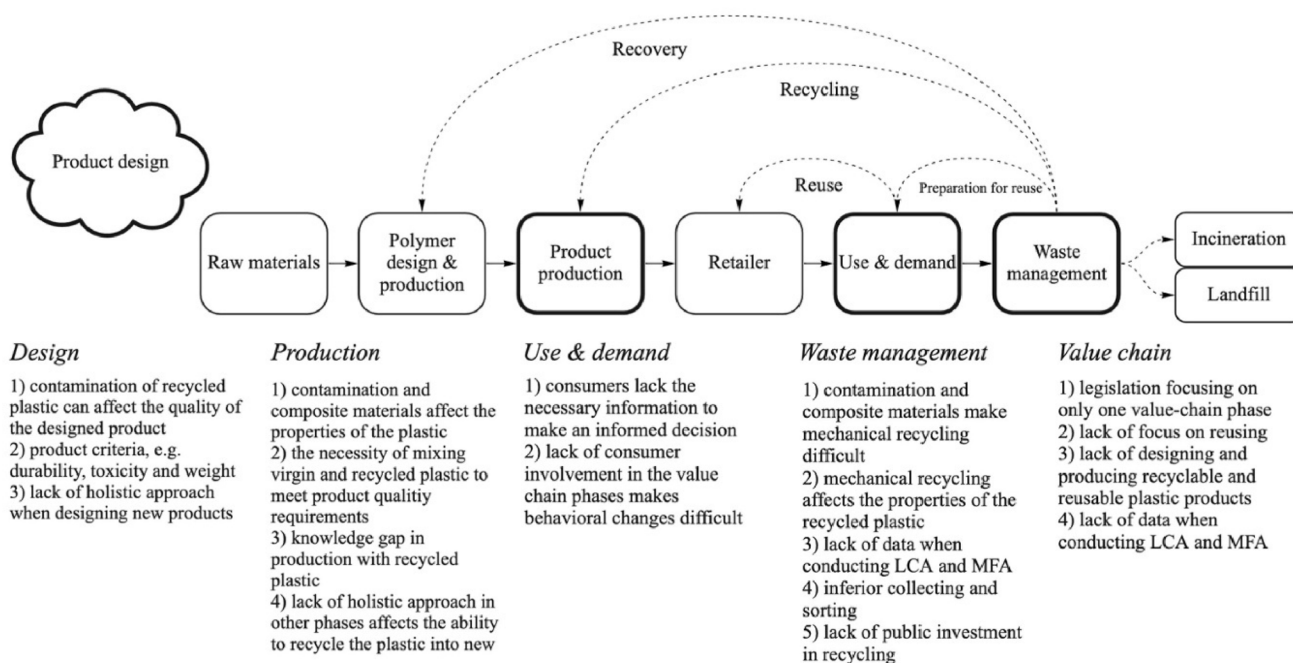 Recovery
Recycling
Product design
Reuse
Preparation for reuse
Raw materials
Polymer
design &
production
Product
production
Retailer
Use & demand
Waste
management
Incineration
Landfill
Design
1) contamination of recycled
plastic can affect the quality of
the designed product
2) product criteria, e.g.
durability, toxicity and weight
3) lack of holistic approach
when designing new products
Production
1) contamination and
composite materials affect the
properties of the plastic
2) the necessity of mixing
virgin and recycled plastic to
meet product qualitiy
requirements
3) knowledge gap in
production with recycled
plastic
4) lack of holistic approach in
other phases affects the ability
to recycle the plastic into new
Use & demand
1) consumers lack the
necessary information to
make an informed decision
2) lack of consumer
involvement in the value
chain phases makes
behavioral changes difficult
Waste management
1) contamination and
composite materials make
mechanical recycling
difficult
2) mechanical recycling
affects the properties of the
recycled plastic
3) lack of data when
conducting LCA and MFA
4) inferior collecting and
sorting
5) lack of public investment
in recycling
Value chain
1) legislation focusing on
only one value-chain phase
2) lack of focus on reusing
3) lack of designing and
producing recyclable and
reusable plastic products
4) lack of data when
conducting LCA and MFA